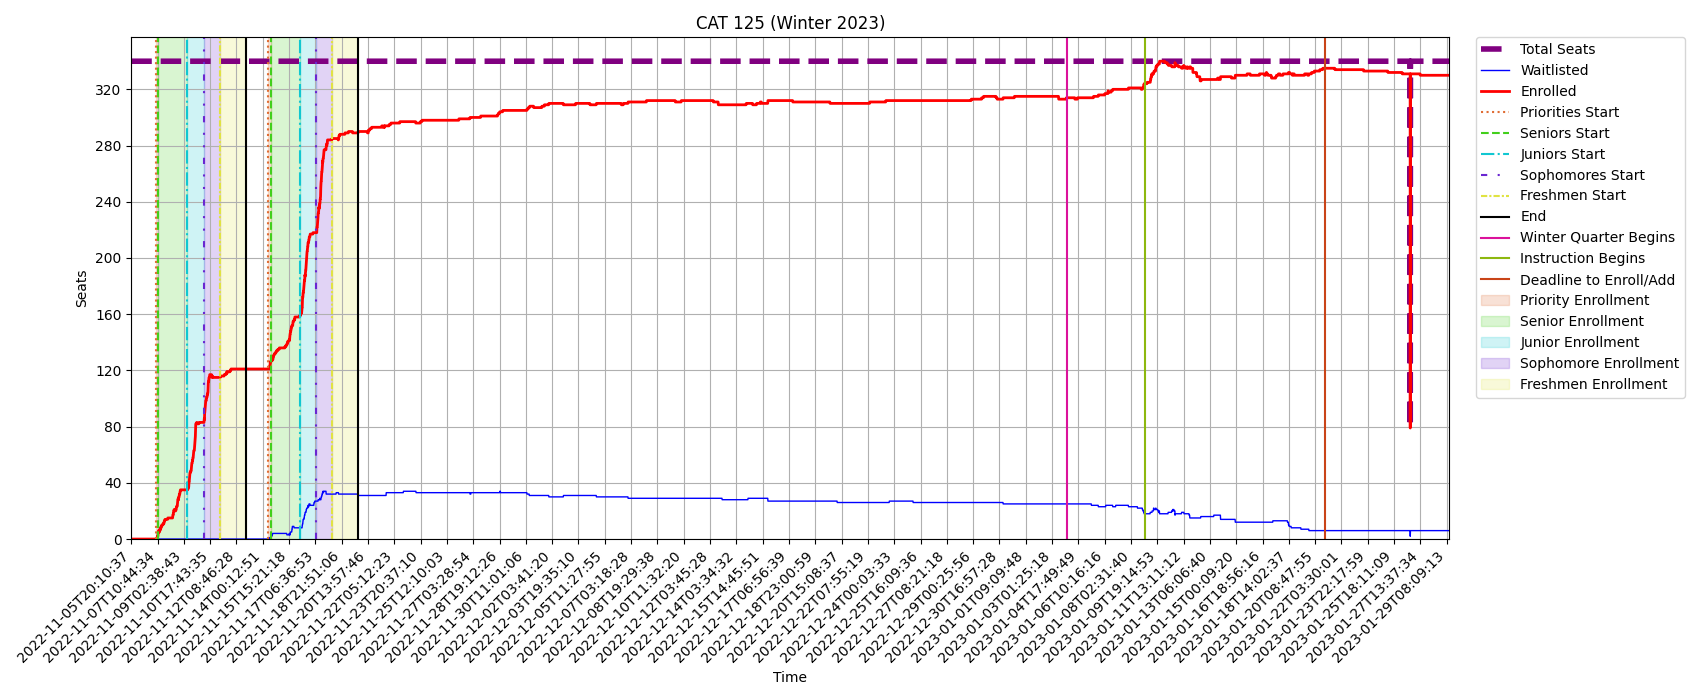 CAT 125 (Winter 2023)
Seats
320
280
240
200
160
120
80
40
0
2022-11-05T20:10:37
2022-11-07T10:44:34
2022-11-09T02:38:43
2022-11-10T17:43:35
2022-11-12T08:46:28
2022-11-14T00:12:51
2022-11-15T15:21:18
2022-11-17T06:36:53
2022-11-18T21:51:06
2022-11-20T13:57:46
2022-11-22T05:12:23
2022-11-23T20:37:10
2022-11-25T12:10:03
2022-11-27T03:28:54
2022-11-28T19:12:26
2022-11-30T11:01:06
2022-12-02T03:41:20
2022-12-03T19:35:10
2022-12-05T11:27:55
2022-12-07T03:18:28
2022-12-08T19:29:38
2022-12-10T11:32:20
2022-12-12T03:45:28
2022-12-14T03:34:32
2022-12-15T14:45:51
2022-12-17T06:56:39
2022-12-18T23:00:59
2022-12-20T15:08:37
2022-12-22T07:55:19
2022-12-24T00:03:33
2022-12-25T16:09:36
2022-12-27T08:21:18
2022-12-29T00:25:56
2022-12-30T16:57:28
2023-01-01T09:09:48
2023-01-03T01:25:18
2023-01-04T17:49:49
2023-01-06T10:16:16
2023-01-08T02:31:40
2023-01-09T19:14:53
2023-01-11T13:11:12
2023-01-13T06:06:40
2023-01-15T00:09:20
2023-01-16T18:56:16
2023-01-18T14:02:37
2023-01-20T08:47:55
2023-01-22T03:30:01
2023-01-23T22:17:59
2023-01-25T18:11:09
2023-01-27T13:37:34
2023-01-29T08:09:13
Time
Total Seats
Waitlisted
Enrolled
Priorities Start
Seniors Start
Juniors Start
Sophomores Start
Freshmen Start
End
Winter Quarter Begins
Instruction Begins
Deadline to Enroll/Add
Priority Enrollment
Senior Enrollment
Junior Enrollment
Sophomore Enrollment
Freshmen Enrollment